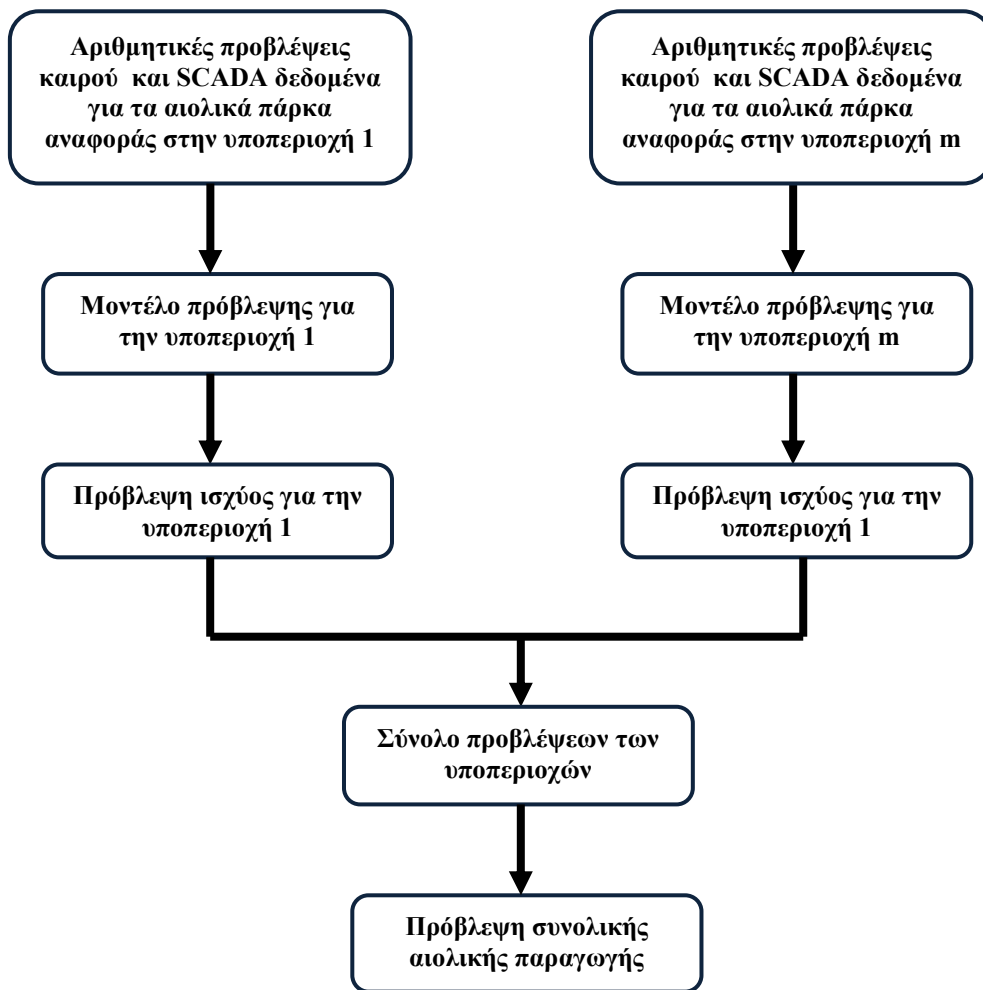 Αριθμητικές προβλέψεις
καιρού και SCADA δεδομένα
για τα αιολικά πάρκα
αναφοράς στην υποπεριοχή 1
Αριθμητικές προβλέψεις
καιρού και SCADA δεδομένα
για τα αιολικά πάρκα
αναφοράς στην υποπεριοχή m
Μοντέλο πρόβλεψης για
την υποπεριοχή 1
Μοντέλο πρόβλεψης για
την υποπεριοχή m
Πρόβλεψη ισχύος για την
υποπεριοχή 1
Πρόβλεψη ισχύος για την
υποπεριοχή 1
Σύνολο προβλέψεων των
υποπεριοχών
Πρόβλεψη συνολικής
αιολικής παραγωγής